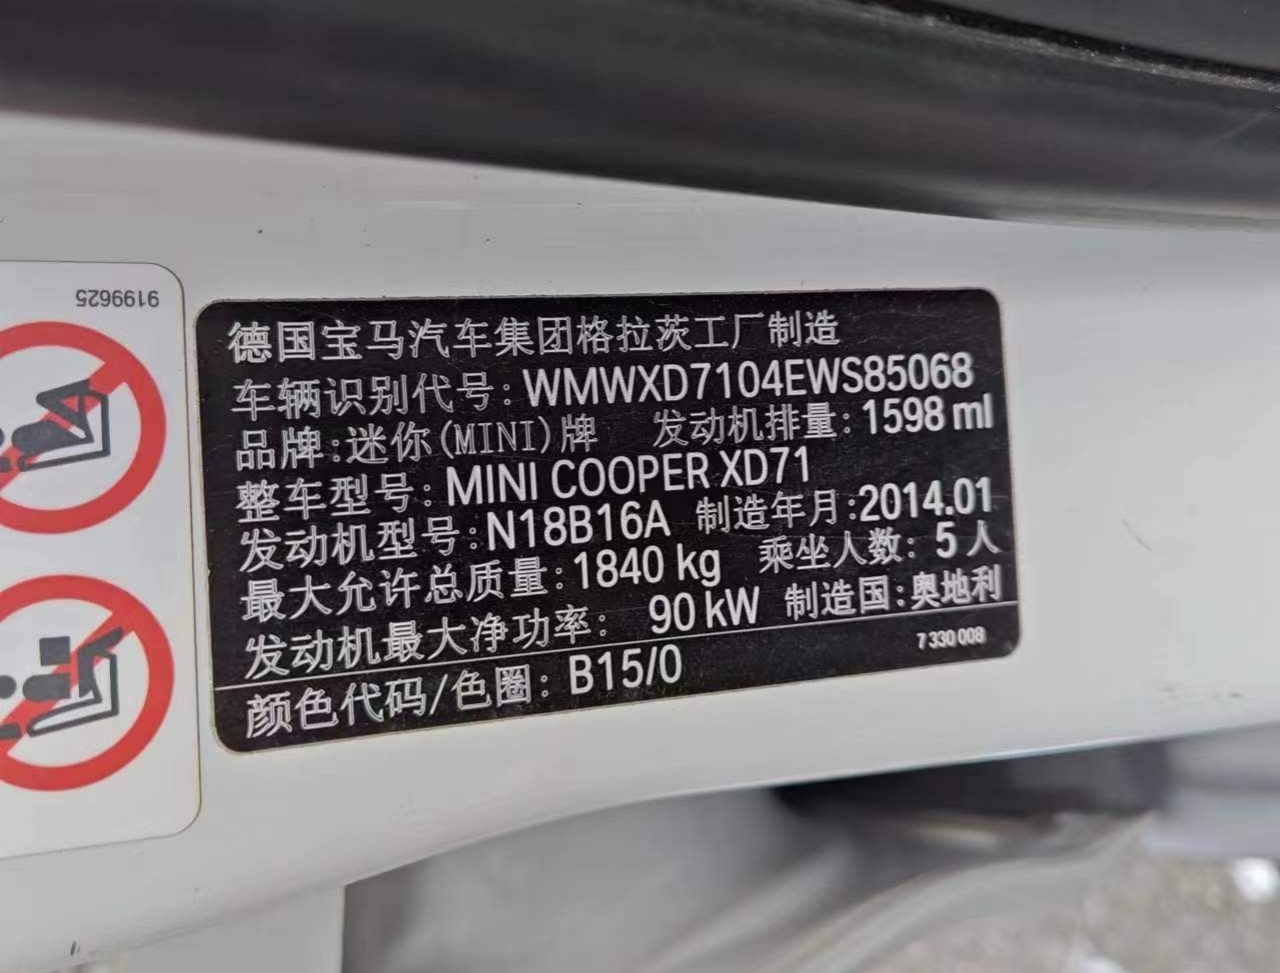 9199625
德国宝马汽车集团格拉茨工厂制造
车辆识别代号: WMWXD7104EWS85068
品牌:迷你(MINI)牌 发动机排量: 1598 ml
整车型号: MINI COOPER XD71
发动机型号: N18B16A 制造年月:2014.01
最大允许总质量: 1840 kg 乘坐人数: 5 人
发动机最大净功率: 90 kW 制造国:奥地利
7 330 008
颜色代码/色圈: B15/0